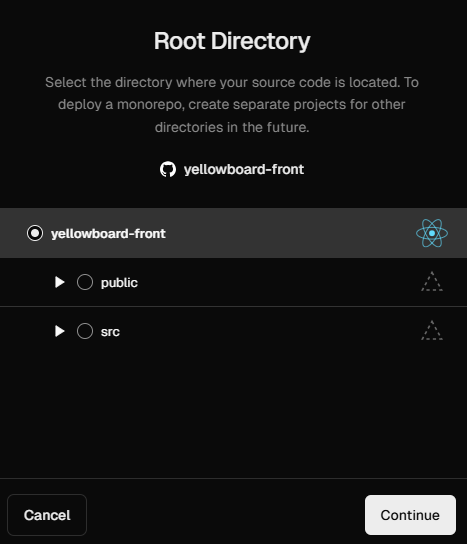 Root Directory
Select the directory where your source code is located. To
deploy a monorepo, create separate projects for other
directories in the future.
yellowboard-front
yellowboard-front
public
src
Cancel
Continue